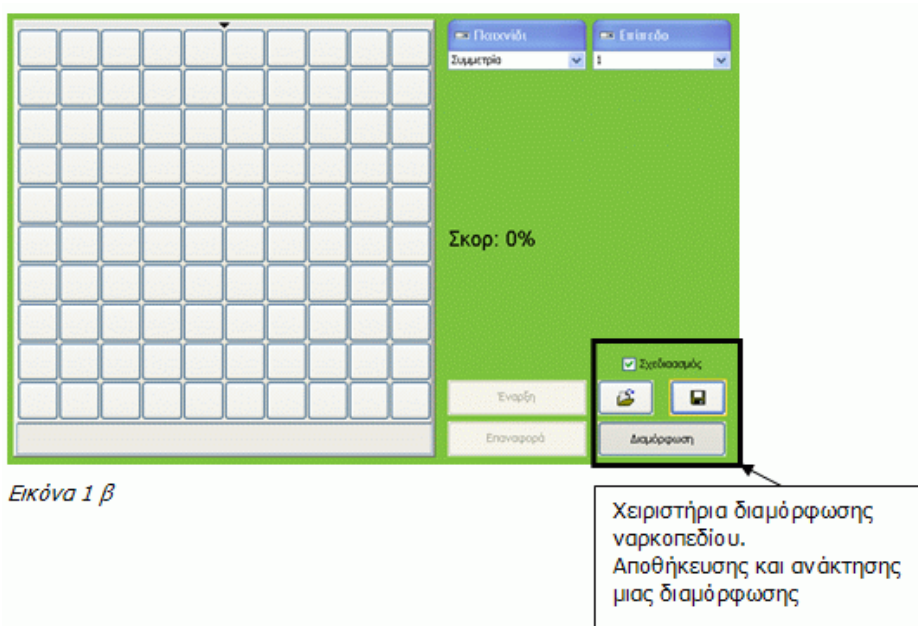 Παιχνίδι
Επίπεδο
Συμμετρία
1
Σκορ: 0%
Σχεδιασμός
Έναρξη
Επαναφορά
Διαμόρφωση
Εικόνα 1 β
Χειριστήρια διαμόρφωσης
ναρκοπεδίου.
Αποθήκευσης και ανάκτησης
μιας διαμόρφωσης